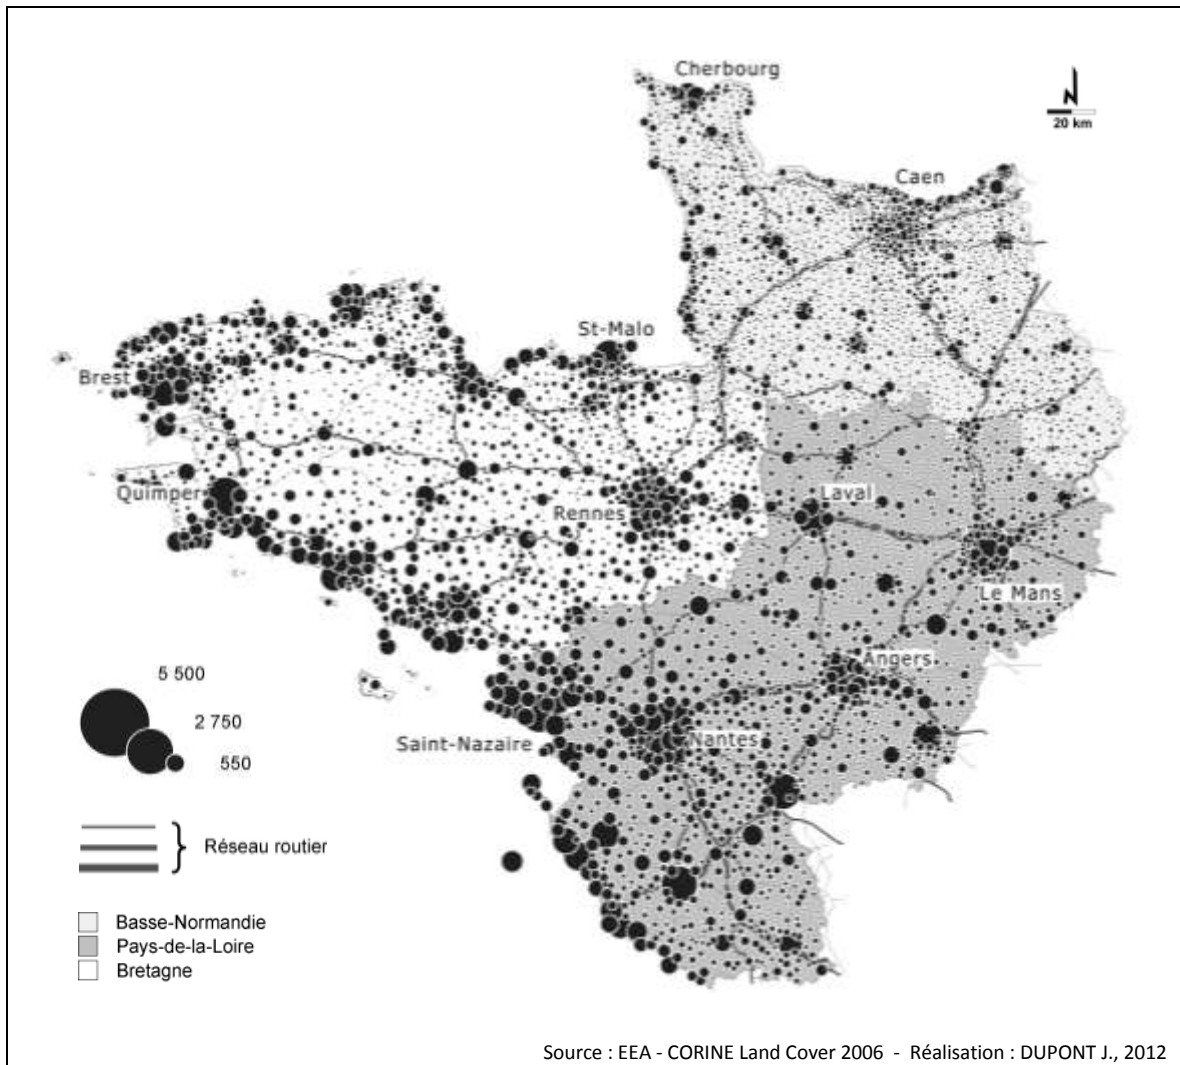 Cherbourg
20 km
Caen
St-Malo
Brest
Quimper
Rennes
Laval
Le Mans
Angers
5 500
2 750
550
Saint-Nazaire
Nantes
Réseau routier
Basse-Normandie
Pays-de-la-Loire
Bretagne
Source : EEA - CORINE Land Cover 2006 - Réalisation : DUPONT J., 2012